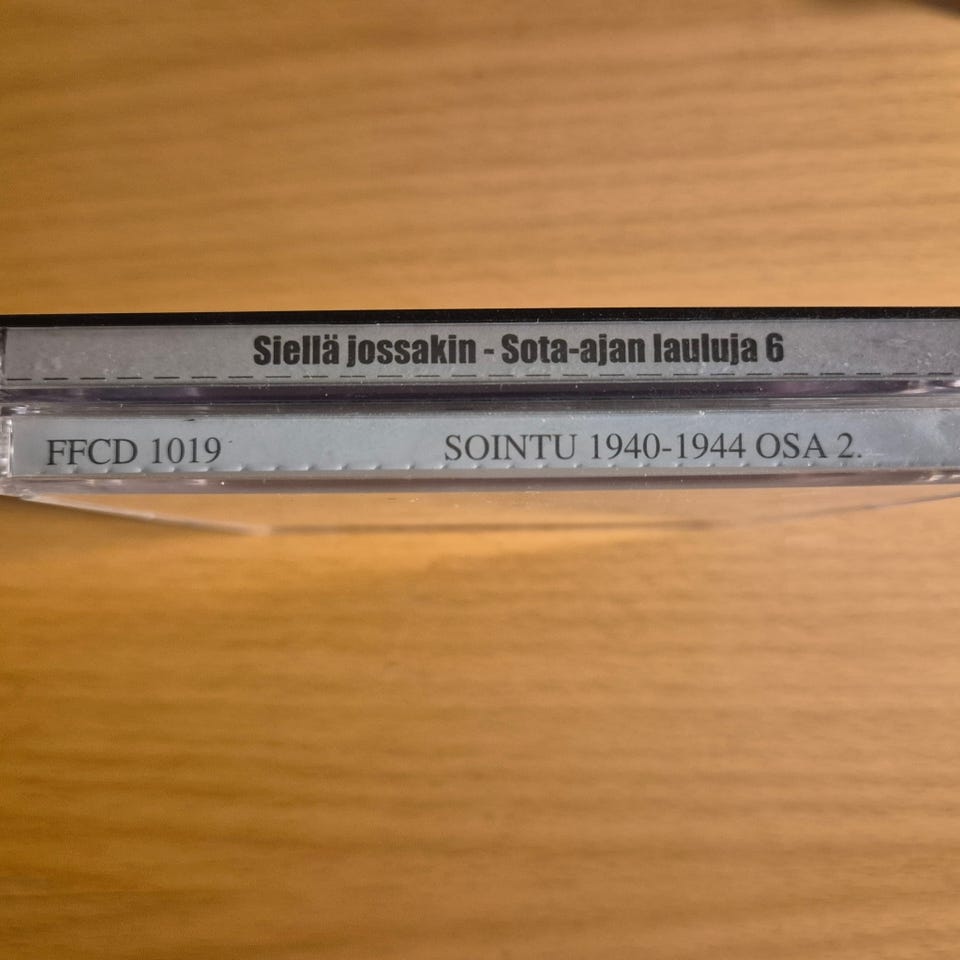 Siellä jossakin - Sota-ajan lauluja 6
FFCD 1019 SOINTU 1940-1944 OSA 2.